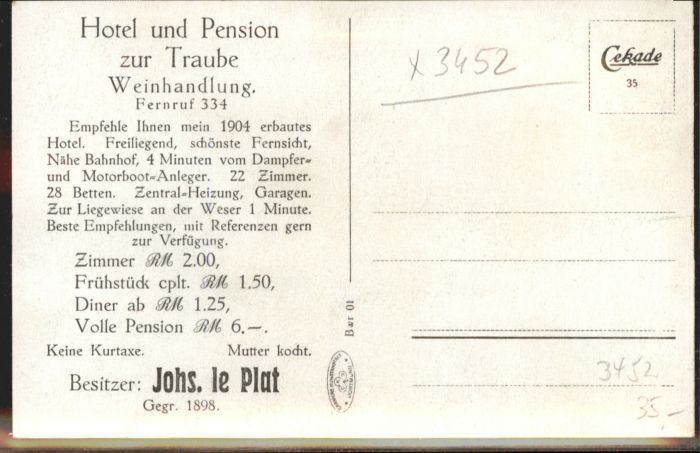 Hotel und Pension
zur Traube
Weinhandlung.
Fernruf 334
Empfehle Ihnen mein 1904 erbautes
Hotel. Freiliegend, schönste Fernsicht,
Nähe Bahnhof, 4 Minuten vom Dampfer-
und Motorboot-Anleger. 22 Zimmer.
28 Betten. Zentral-Heizung, Garagen.
Zur Liegewiese an der Weser 1 Minute.
Beste Empfehlungen, mit Referenzen gern
zur Verfügung.
Zimmer RM 2.00,
Frühstück cplt. RM 1.50,
Diner ab RM 1.25,
Volle Pension RM 6.—.
Keine Kurtaxe. Mutter kocht.
Besitzer: Johs. le Plat
Gegr. 1898.
Bwr 01
x 3452
Cekade
35
3452
35,-